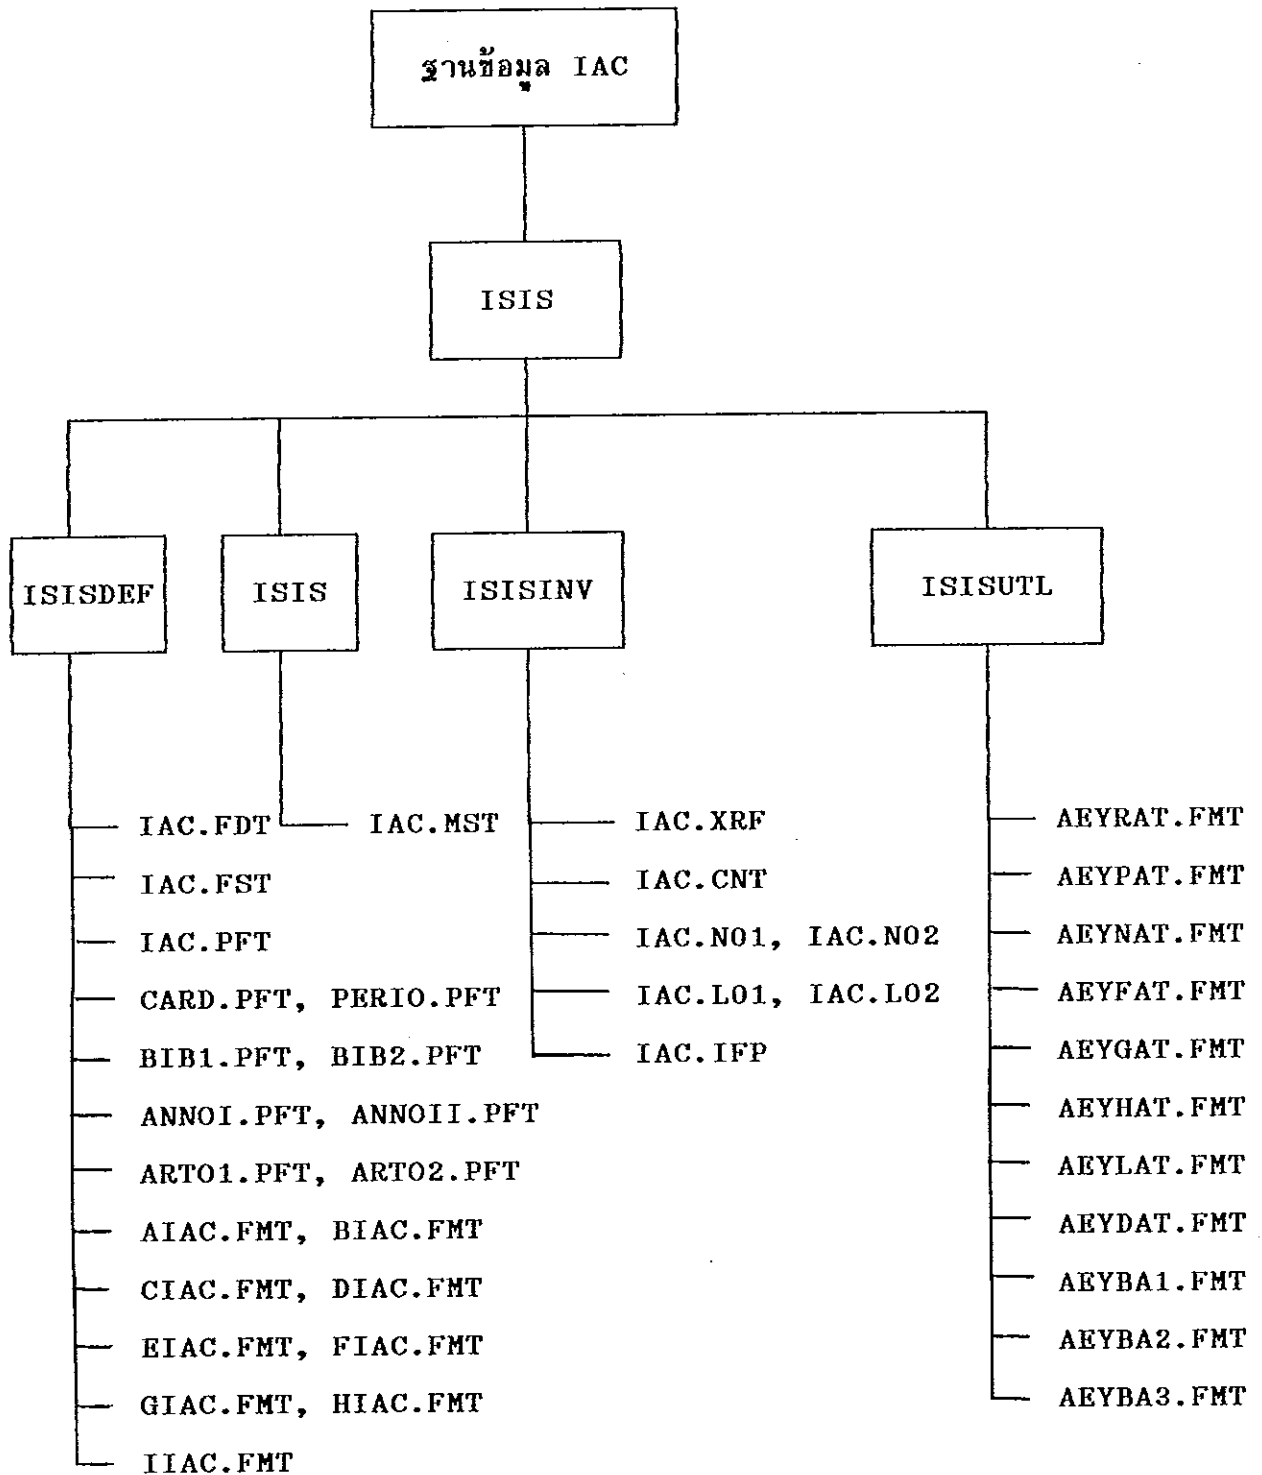 ฐานข้อมูล IAC
ISIS
ISISDEF
ISIS
ISISINV
ISISUTL
IAC.FDT
IAC.FST
IAC.PFT
CARD.PFT, PERIO.PFT
BIB1.PFT, BIB2.PFT
ANNOI.PFT, ANNOII.PFT
ARTO1.PFT, ARTO2.PFT
AIAC.FMT, BIAC.FMT
CIAC.FMT, DIAC.FMT
EIAC.FMT, FIAC.FMT
GIAC.FMT, HIAC.FMT
IIAC.FMT
IAC.MST
IAC.XRF
IAC.CNT
IAC.NO1, IAC.NO2
IAC.LO1, IAC.LO2
IAC.IFP
AEYRAT.FMT
AEYPAT.FMT
AEYNAT.FMT
AEYFAT.FMT
AEYGAT.FMT
AEYHAT.FMT
AEYLAT.FMT
AEYDAT.FMT
AEYBA1.FMT
AEYBA2.FMT
AEYBA3.FMT